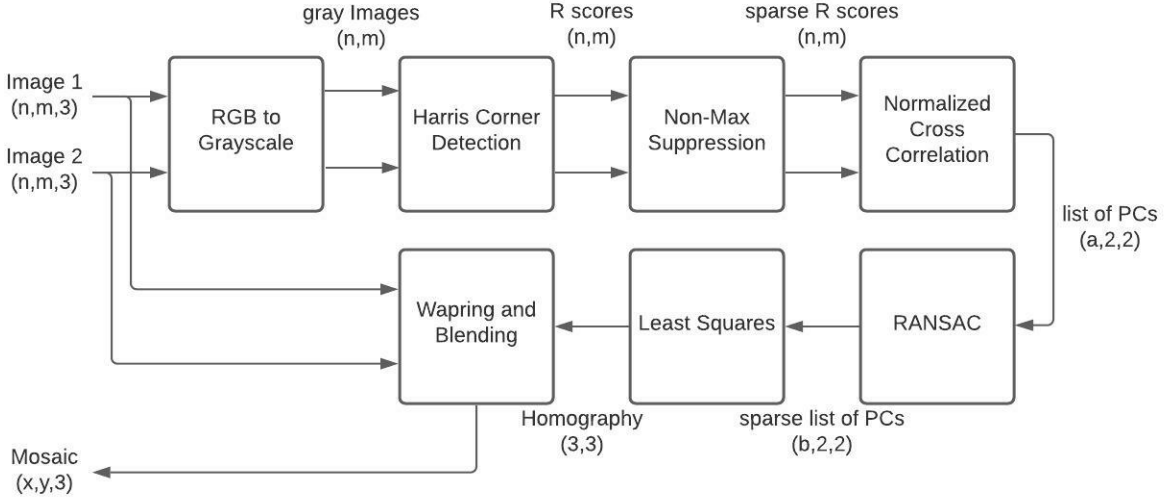 gray Images
(n,m)
R scores
(n,m)
sparse R scores
(n,m)
Image 1
(n,m,3)
Image 2
(n,m,3)
RGB to
Grayscale
Harris Corner
Detection
Non-Max
Suppression
Normalized
Cross
Correlation
list of PCs
(a,2,2)
RANSAC
Least Squares
Wapring and
Blending
sparse list of PCs
(b,2,2)
Homography
(3,3)
Mosaic
(x,y,3)